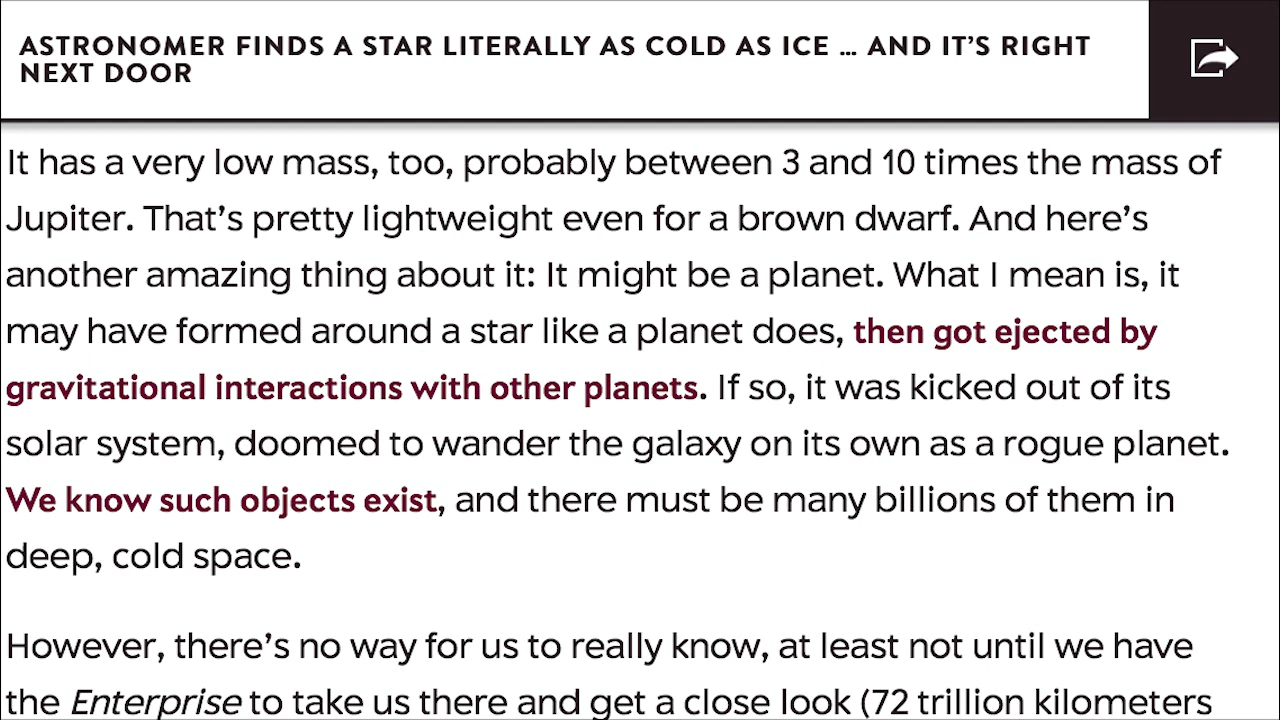 ASTRONOMER FINDS A STAR LITERALLY AS COLD AS ICE … AND IT’S RIGHT
NEXT DOOR
It has a very low mass, too, probably between 3 and 10 times the mass of
Jupiter. That’s pretty lightweight even for a brown dwarf. And here’s
another amazing thing about it: It might be a planet. What I mean is, it
may have formed around a star like a planet does, then got ejected by
gravitational interactions with other planets. If so, it was kicked out of its
solar system, doomed to wander the galaxy on its own as a rogue planet.
We know such objects exist, and there must be many billions of them in
deep, cold space.
However, there’s no way for us to really know, at least not until we have
the Enterprise to take us there and get a close look (72 trillion kilometers